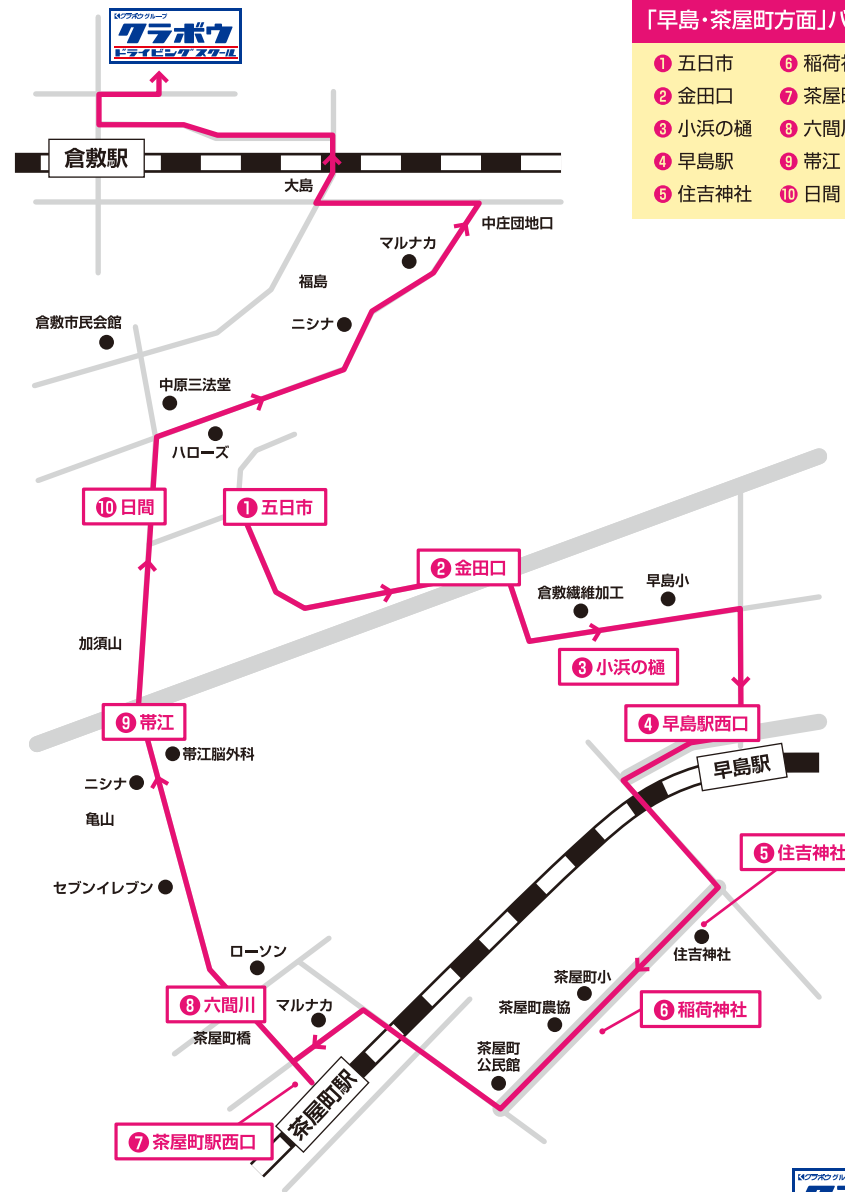 クラボウグループ
クラボウ
ドライビングスクール
「早島・茶屋町方面」
❶ 五日市
❷ 金田口
❸ 小浜の樋
❹ 早島駅
❺ 住吉神社
❻ 稲荷
❼ 茶屋
❽ 六間
❾ 帯江
❿ 日間
倉敷駅
大島
中庄団地口
マルナカ
福島
ニシナ
倉敷市民会館
中原三法堂
ハローズ
❿ 日間
❶ 五日市
❷ 金田口
倉敷繊維加工
早島小
❸ 小浜の樋
加須山
❾ 帯江
❹ 早島駅西口
帯江脳外科
早島駅
ニシナ
亀山
❺ 住吉神社
セブンイレブン
住吉神社
ローソン
茶屋町小
❽ 六間川
マルナカ
茶屋町農協
❻ 稲荷神社
茶屋町橋
茶屋町
公民館
茶屋町駅
❼ 茶屋町駅西口